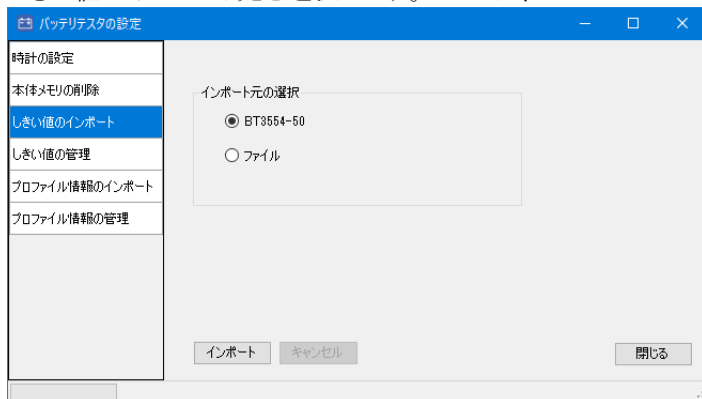 バッテリテスタの設定
時計の設定
本体メモリの削除
しきい値のインポート
しきい値の管理
プロファイル情報のインポート
プロファイル情報の管理
インポート元の選択
BT3554-50
ファイル
インポート
キャンセル
閉じる